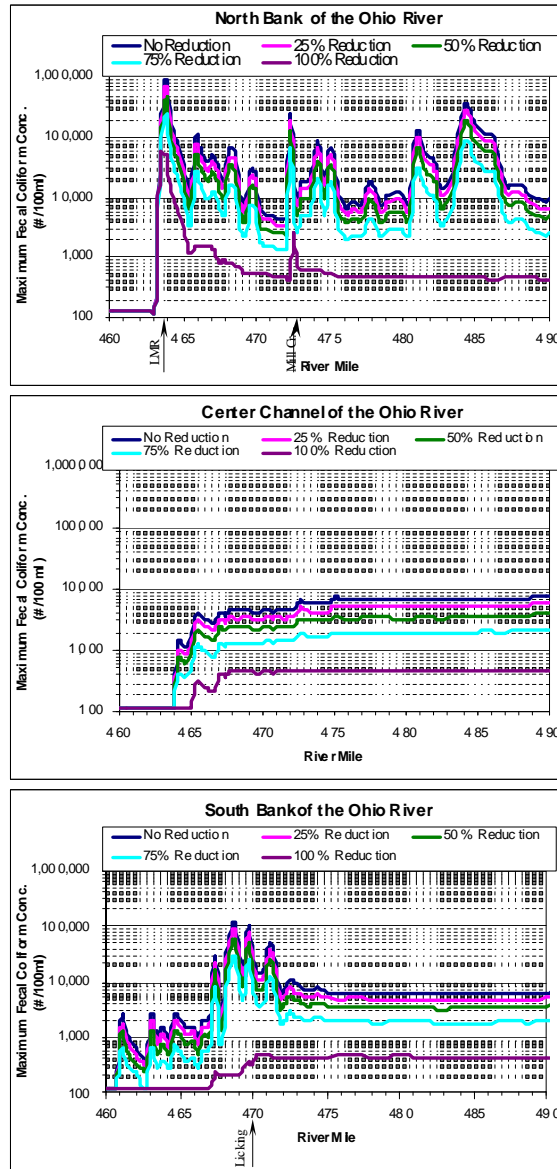 North Bank of the Ohio River
No Reduction 25% Reduction 50% Reduction
75% Reduction 100% Reduction
Maximum Fecal Coliform Conc.
(#/100ml)
1,000,000
100,000
10,000
1,000
100
460 465 470 475 480 485 490
LMR
Mill Cr.
River Mile
Center Channel of the Ohio River
No Reduction 25% Reduction 50% Reduction
75% Reduction 100% Reduction
Maximum Fecal Coliform Conc.
(#/100 ml)
1,000,000
100,000
10,000
1,000
100
460 465 470 475 480 485 490
River Mile
South Bank of the Ohio River
No Reduction 25% Reduction 50% Reduction
75% Reduction 100% Reduction
Maximum Fecal Coliform Conc.
(#/100ml)
1,000,000
100,000
10,000
1,000
100
460 465 470 475 480 485 490
Licking
River Mile